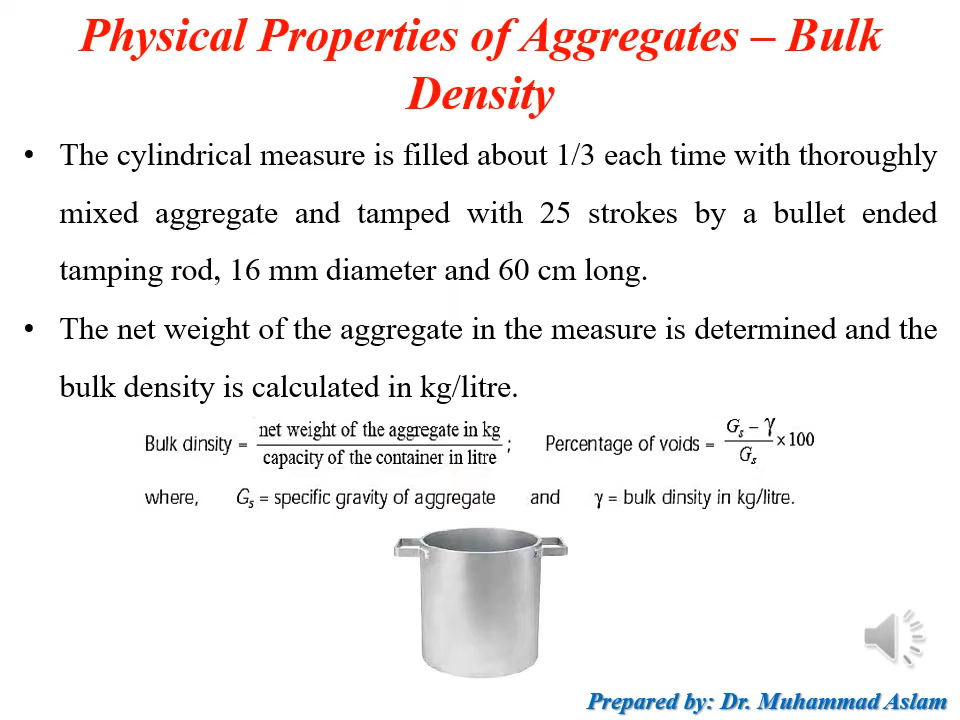 Physical Properties of Aggregates – Bulk
Density
• The cylindrical measure is filled about 1/3 each time with thoroughly
mixed aggregate and tamped with 25 strokes by a bullet ended
tamping rod, 16 mm diameter and 60 cm long.
• The net weight of the aggregate in the measure is determined and the
bulk density is calculated in kg/litre.
Bulk dinsity = net weight of the aggregate in kg / capacity of the container in litre ; Percentage of voids = Gs – γ / Gs ×100
where, Gs = specific gravity of aggregate and γ = bulk dinsity in kg/litre.
Prepared by: Dr. Muhammad Aslam